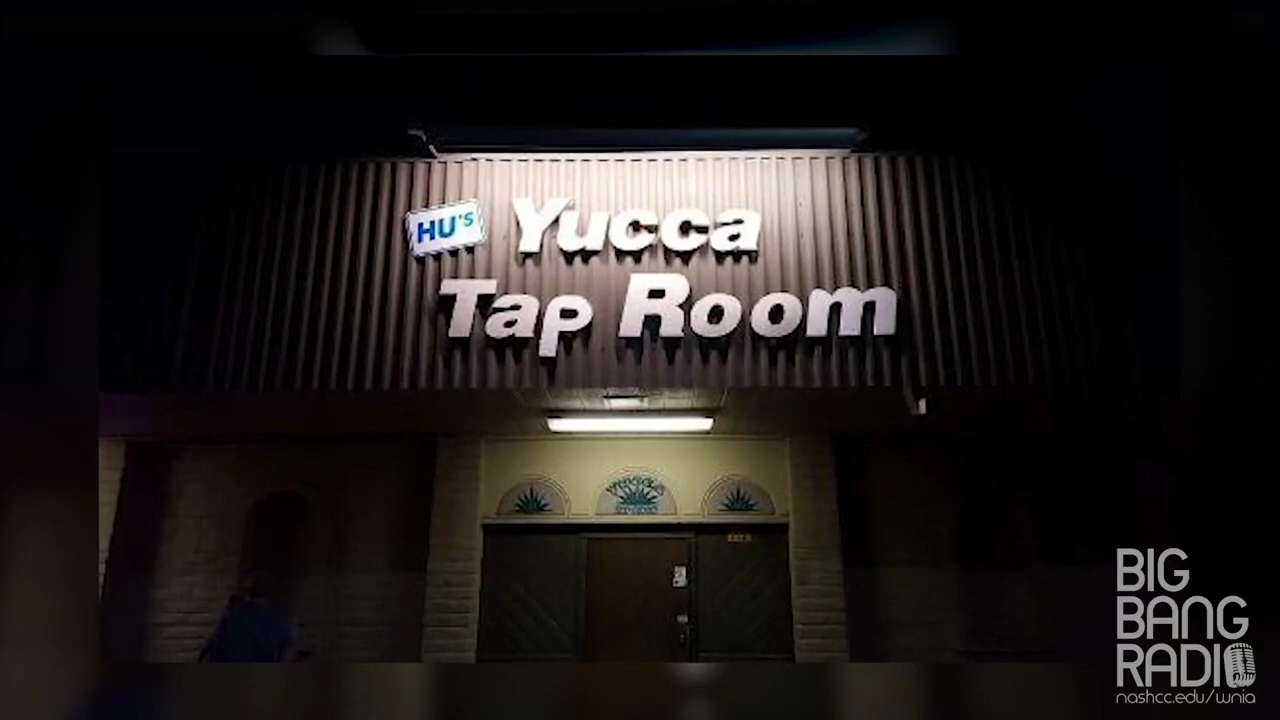 HU's Yucca
Tap Room
BIG
BANG
RADIO
nashcc.edu/wnia